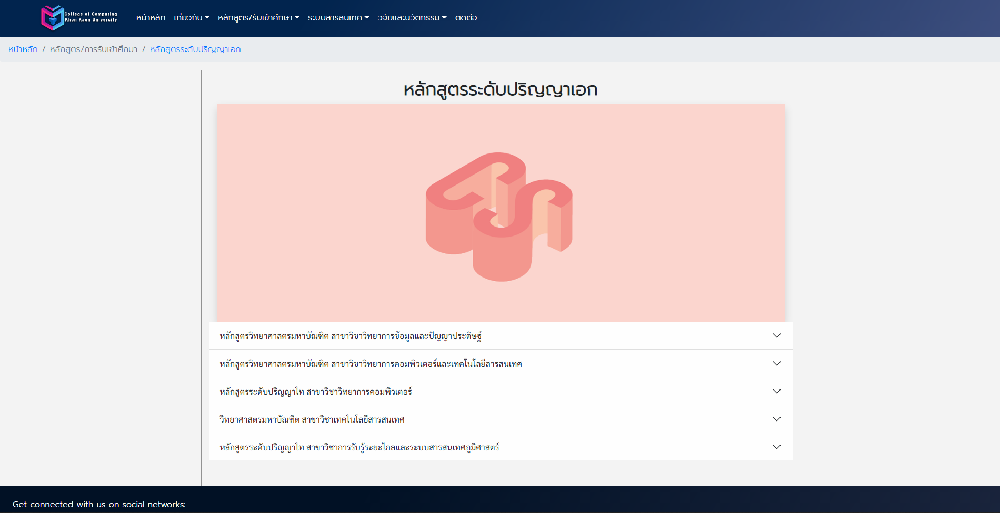 College of Computing
Khon Kaen University
หน้าหลัก เกี่ยวกับ หลักสูตร/รับเข้าศึกษา ระบบสารสนเทศ วิจัยและนวัตกรรม ติดต่อ
หน้าหลัก / หลักสูตร/การรับเข้าศึกษา / หลักสูตรระดับปริญญาเอก
หลักสูตรระดับปริญญาเอก
หลักสูตรวิทยาศาสตรมหาบัณฑิต สาขาวิชาวิทยาการข้อมูลและปัญญาประดิษฐ์
หลักสูตรวิทยาศาสตรมหาบัณฑิต สาขาวิชาวิทยาการคอมพิวเตอร์และเทคโนโลยีสารสนเทศ
หลักสูตรระดับปริญญาโท สาขาวิชาวิทยาการคอมพิวเตอร์
วิทยาศาสตรมหาบัณฑิต สาขาวิชาเทคโนโลยีสารสนเทศ
หลักสูตรระดับปริญญาโท สาขาวิชาการรับรู้ระยะไกลและระบบสารสนเทศภูมิศาสตร์
Get connected with us on social networks: